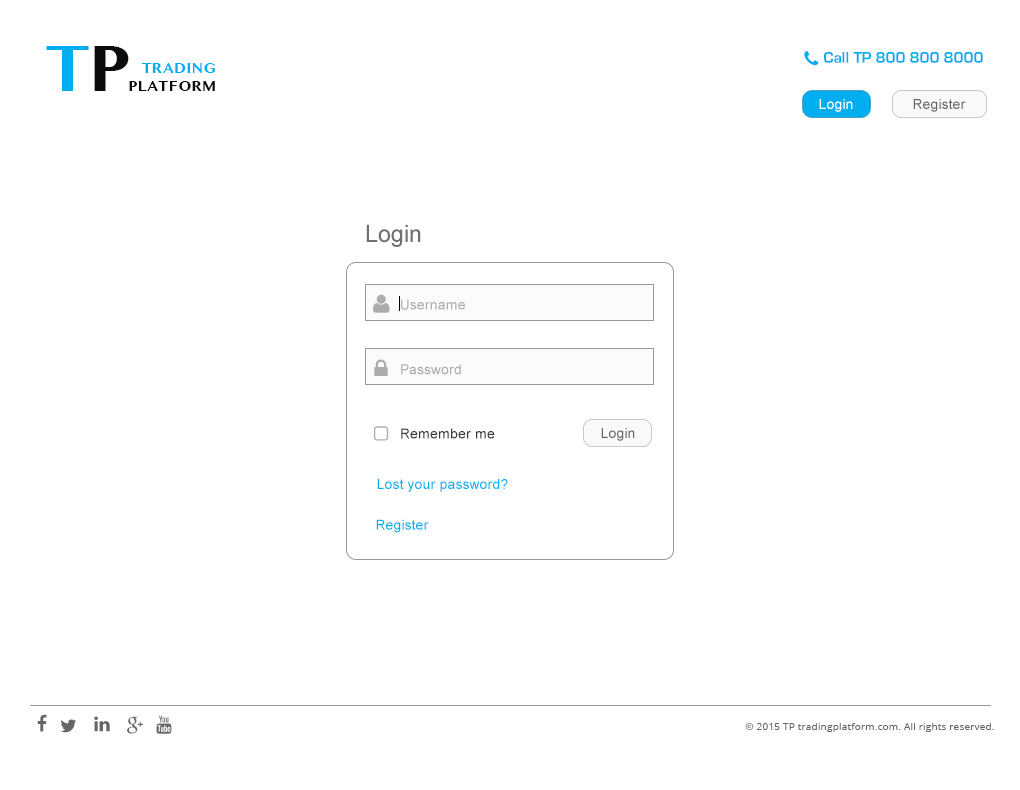 TP TRADING
PLATFORM
Call TP 800 800 8000
Login
Register
Login
Username
Password
Remember me
Login
Lost your password?
Register
f in g+ You Tube
© 2015 TP tradingplatform.com. All rights reserved.